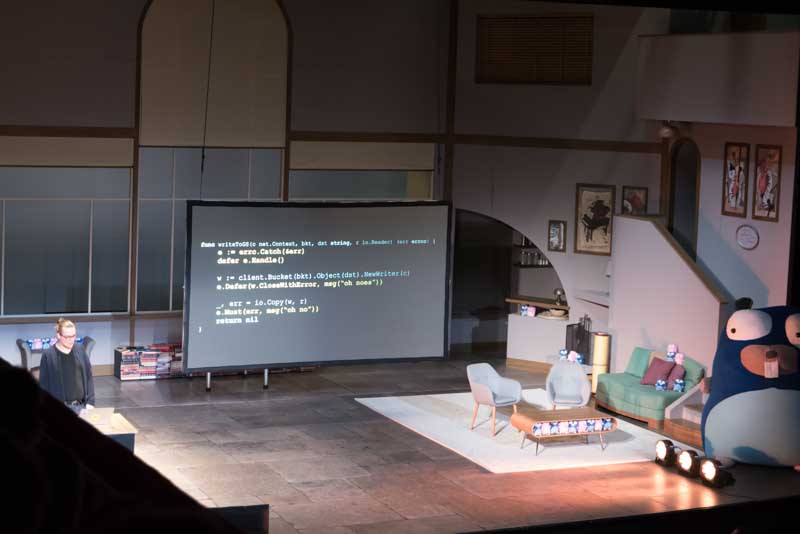 func writeToGS(c net.Context, bkt, dst string, r io.Reader) (err error) {
e := errc.Catch(&err)
defer e.Handle()
w := client.Bucket(bkt).Object(dst).NewWriter(c)
e.Defer(w.CloseWithError, msg("oh noes"))
_, err = io.Copy(w, r)
e.Must(err, msg("oh no"))
return nil
}